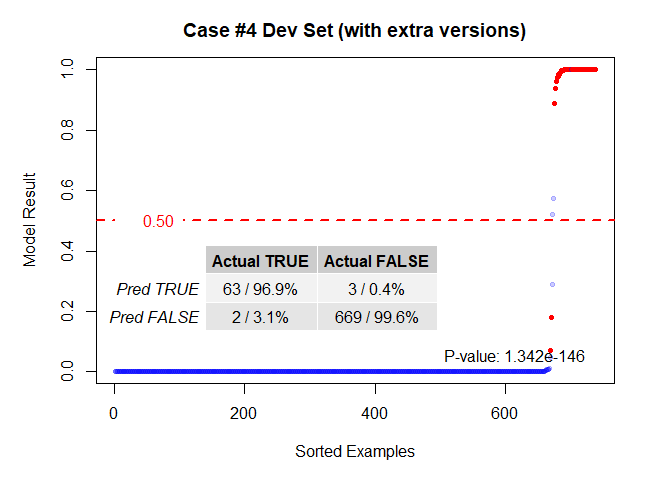 Case #4 Dev Set (with extra versions)
Model Result
1.0
0.8
0.6
0.4
0.2
0.0
0.50
Actual TRUE Actual FALSE
Pred TRUE 63 / 96.9% 3 / 0.4%
Pred FALSE 2 / 3.1% 669 / 99.6%
P-value: 1.342e-146
0 200 400 600
Sorted Examples